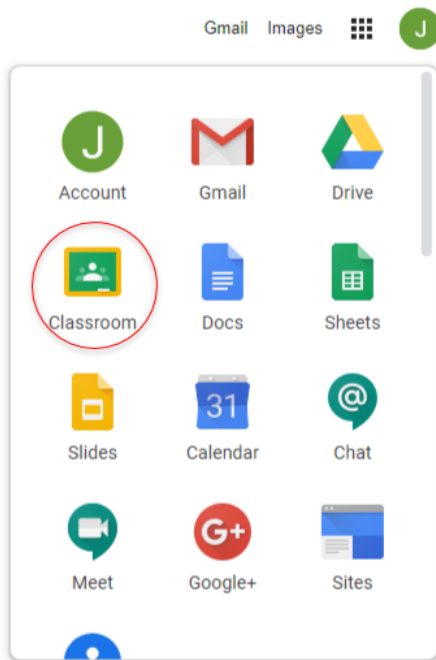 Gmail Images J
J
Account Gmail Drive
Classroom Docs Sheets
31 @
Slides Calendar Chat
G+
Meet Google+ Sites